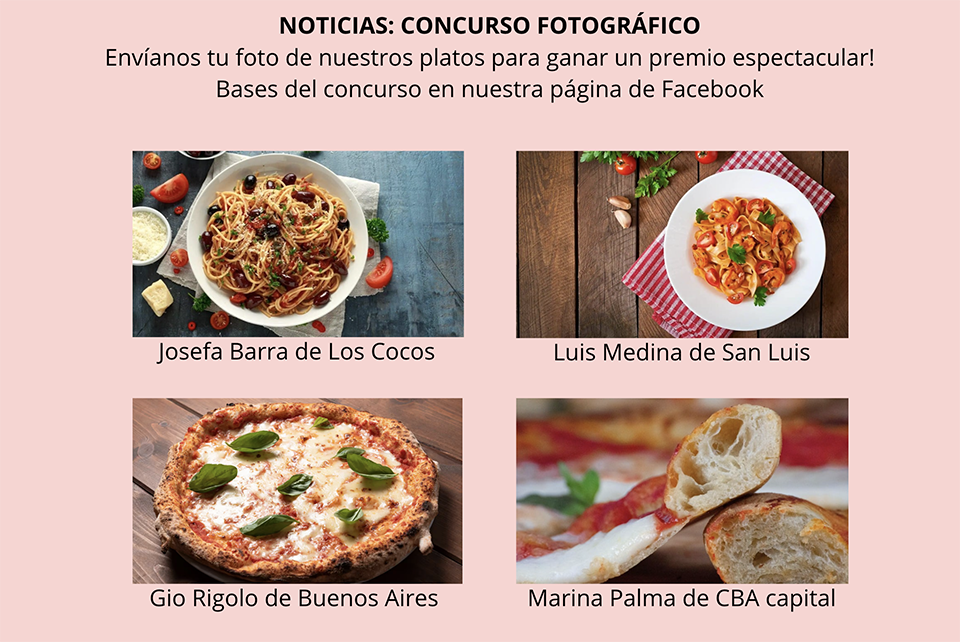 NOTICIAS: CONCURSO FOTOGRÁFICO
Envíanos tu foto de nuestros platos para ganar un premio espectacular!
Bases del concurso en nuestra página de Facebook
Josefa Barra de Los Cocos
Luis Medina de San Luis
Gio Rigolo de Buenos Aires
Marina Palma de CBA capital